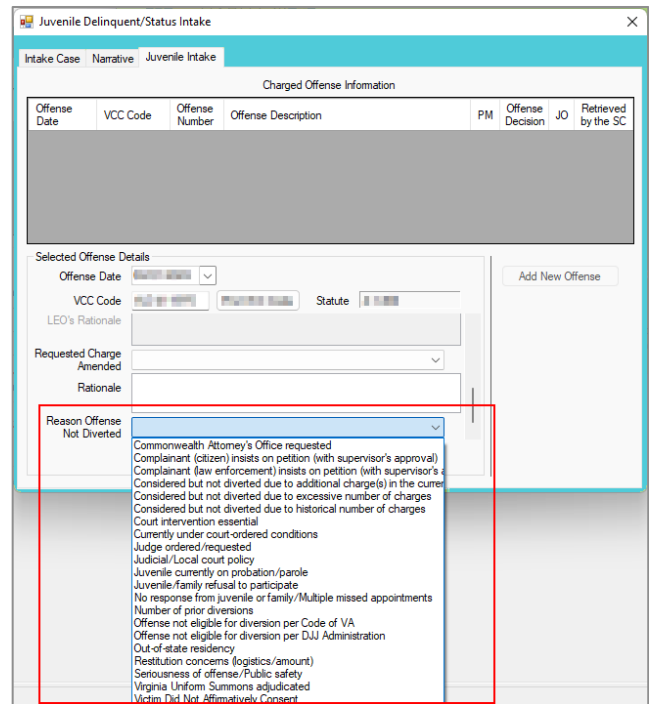 Juvenile Delinquent/Status Intake
Intake Case Narrative Juvenile Intake
Charged Offense Information
Offense Date VCC Code Offense Number Offense Description PM Offense Decision JO Retrieved by the SC
Selected Offense Details
Offense Date
Add New Offense
VCC Code Statute
LEO's Rationale
Requested Charge Amended
Rationale
Reason Offense Not Diverted
Commonwealth Attorney's Office requested
Complainant (citizen) insists on petition (with supervisor's approval)
Complainant (law enforcement) insists on petition (with supervisor's a
Considered but not diverted due to additional charge(s) in the curren
Considered but not diverted due to excessive number of charges
Considered but not diverted due to historical number of charges
Court intervention essential
Currently under court-ordered conditions
Judge ordered/requested
Judicial/Local court policy
Juvenile currently on probation/parole
Juvenile/family refusal to participate
No response from juvenile or family/Multiple missed appointments
Number of prior diversions
Offense not eligible for diversion per Code of VA
Offense not eligible for diversion per DJJ Administration
Out-of-state residency
Restitution concerns (logistics/amount)
Seriousness of offense/Public safety
Virginia Uniform Summons adjudicated
Victim Did Not Affirmatively Consent